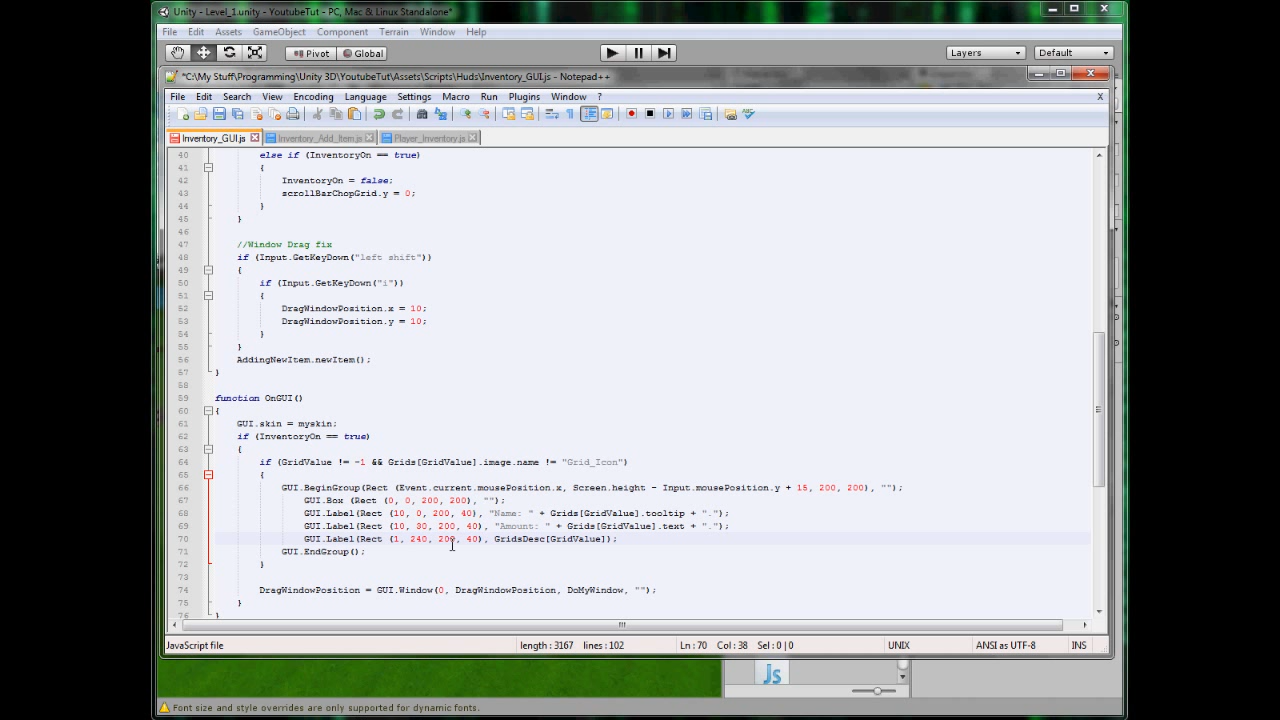 Unity - Level_1.unity - YoutubeTut - PC, Mac & Linux Standalone*
File Edit Assets GameObject Component Terrain Window Help
Pivot Global Layers Default
*C:\My Stuff\Programming\Unity 3D\YoutubeTut\Assets\Scripts\Huds\Inventory_GUI.js - Notepad++
File Edit Search View Encoding Language Settings Macro Run Plugins Window ? X
Inventory_GUI.js Inventory_Add_Item.js Player_Inventory.js
40 else if (InventoryOn == true)
41 {
42 InventoryOn = false;
43 scrollBarChopGrid.y = 0;
44 }
45 }
46
47 //Window Drag fix
48 if (Input.GetKeyDown("left shift"))
49 {
50 if (Input.GetKeyDown("i"))
51 {
52 DragWindowPosition.x = 10;
53 DragWindowPosition.y = 10;
54 }
55 }
56 AddingNewItem.newItem();
57 }
58
59 function OnGUI()
60 {
61 GUI.skin = myskin;
62 if (InventoryOn == true)
63 {
64 if (GridValue != -1 && Grids[GridValue].image.name != "Grid_Icon")
65 {
66 GUI.BeginGroup(Rect (Event.current.mousePosition.x, Screen.height - Input.mousePosition.y + 15, 200, 200), "");
67 GUI.Box (Rect (0, 0, 200, 200), "");
68 GUI.Label(Rect (10, 0, 200, 40), "Name: " + Grids[GridValue].tooltip + ".");
69 GUI.Label(Rect (10, 30, 200, 40), "Amount: " + Grids[GridValue].text + ".");
70 GUI.Label(Rect (1, 240, 200, 40), GridsDesc[GridValue]);
71 GUI.EndGroup();
72 }
73
74 DragWindowPosition = GUI.Window(0, DragWindowPosition, DoMyWindow, "");
75 }
76 }
JavaScript file length : 3167 lines : 102 Ln : 70 Col : 38 Sel : 0 | 0 UNIX ANSI as UTF-8 INS
Js
Font size and style overrides are only supported for dynamic fonts.